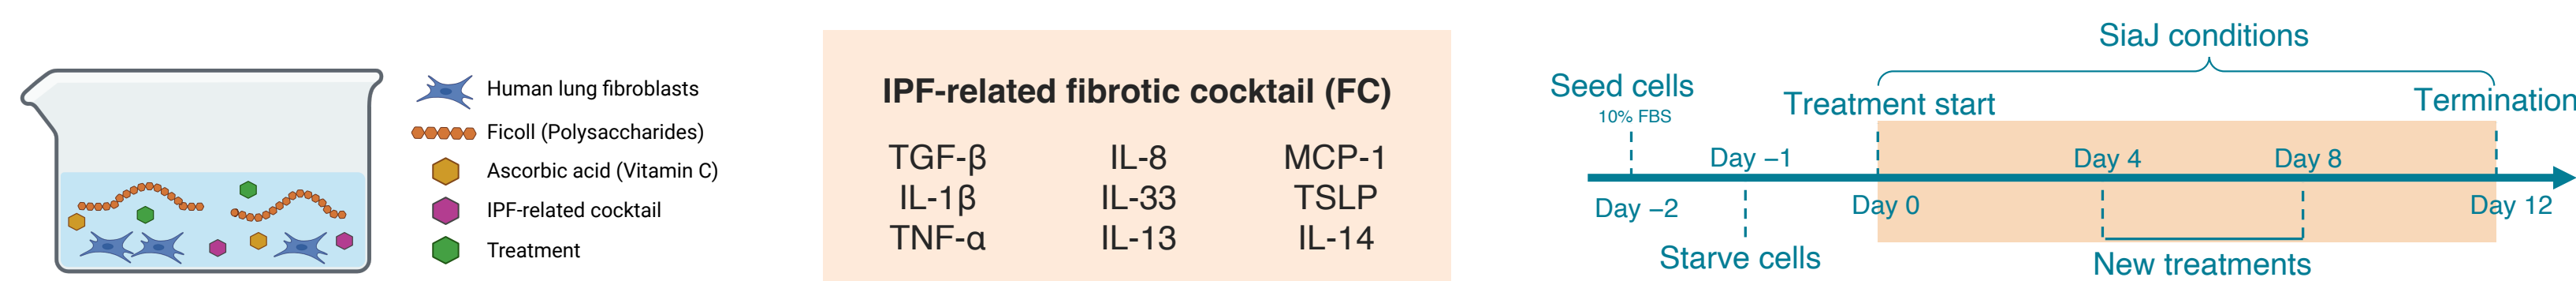 Human lung fibroblasts
Ficoll (Polysaccharides)
Ascorbic acid (Vitamin C)
IPF-related cocktail
Treatment
IPF-related fibrotic cocktail (FC)
TGF-β IL-8 MCP-1
IL-1β IL-33 TSLP
TNF-α IL-13 IL-14
SiaJ conditions
Seed cells
10% FBS
Treatment start
Termination
Day −1
Day 4
Day 8
Day −2
Day 0
Day 12
Starve cells
New treatments